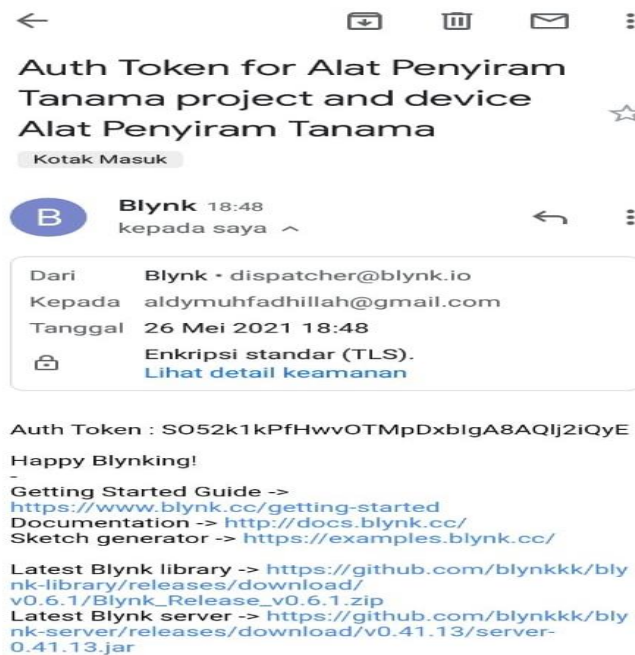 Auth Token for Alat Penyiram
Tanama project and device
Alat Penyiram Tanama
Kotak Masuk
B
Blynk 18:48
kepada saya
Dari Blynk • dispatcher@blynk.io
Kepada aldymuhfadhillah@gmail.com
Tanggal 26 Mei 2021 18:48
Enkripsi standar (TLS).
Lihat detail keamanan
Auth Token : SO52k1kPfHwvOTMpDxbIgA8AQlj2iQyE
Happy Blynking!
-
Getting Started Guide ->
https://www.blynk.cc/getting-started
Documentation -> http://docs.blynk.cc/
Sketch generator -> https://examples.blynk.cc/
Latest Blynk library -> https://github.com/blynkkk/bly
nk-library/releases/download/
v0.6.1/Blynk_Release_v0.6.1.zip
Latest Blynk server -> https://github.com/blynkkk/bly
nk-server/releases/download/v0.41.13/server-
0.41.13.jar